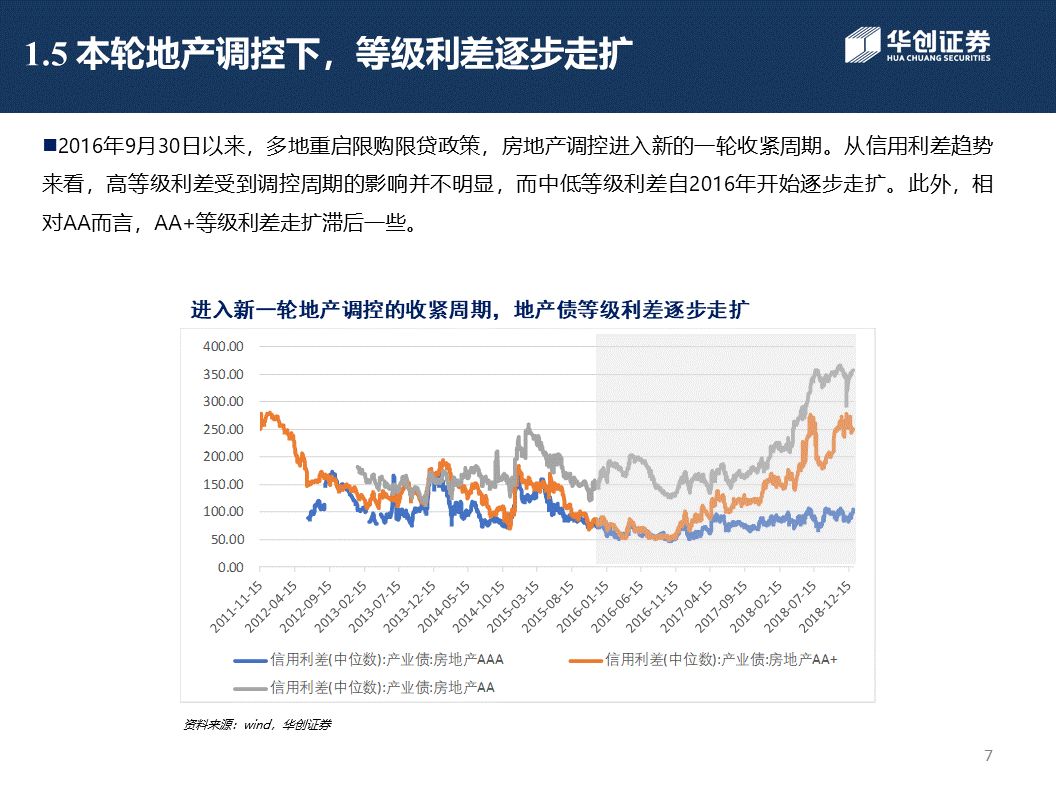 1.5 本轮地产调控下，等级利差逐步走扩
华创证券
HUA CHUANG SECURITIES
■2016年9月30日以来，多地重启限购限贷政策，房地产调控进入新的一轮收紧周期。从信用利差趋势
来看，高等级利差受到调控周期的影响并不明显，而中低等级利差自2016年开始逐步走扩。此外，相
对AA而言，AA+等级利差走扩滞后一些。
进入新一轮地产调控的收紧周期，地产债等级利差逐步走扩
400.00
350.00
300.00
250.00
200.00
150.00
100.00
50.00
0.00
2011-11-15
2012-04-15
2012-09-15
2013-02-15
2013-07-15
2013-12-15
2014-05-15
2014-10-15
2015-03-15
2015-08-15
2016-01-15
2016-06-15
2016-11-15
2017-04-15
2017-09-15
2018-02-15
2018-07-15
2018-12-15
信用利差(中位数):产业债:房地产AAA
信用利差(中位数):产业债:房地产AA+
信用利差(中位数):产业债:房地产AA
资料来源：wind，华创证券
7